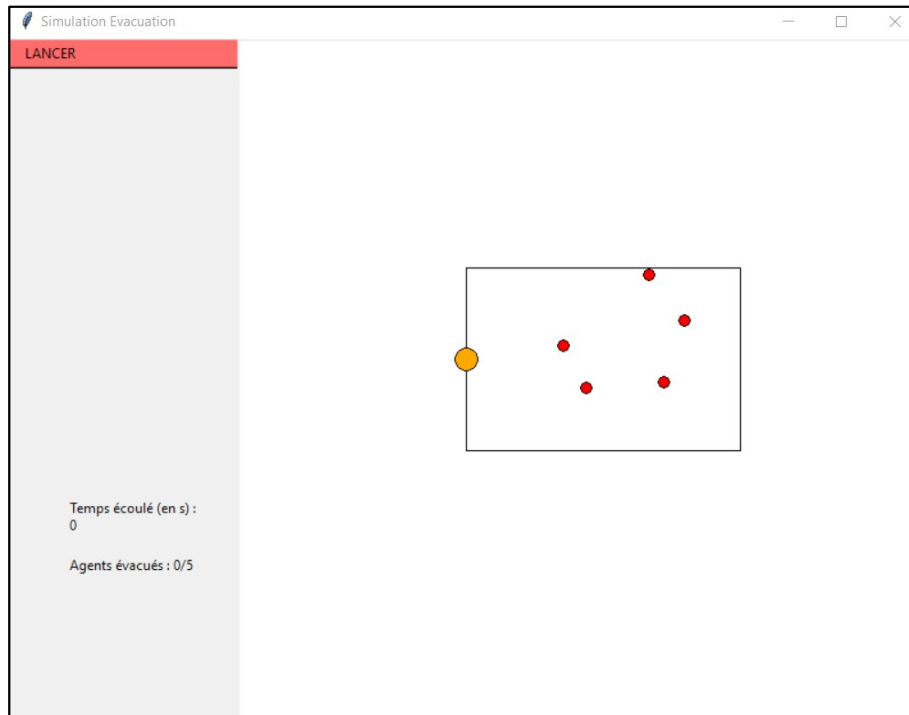 Simulation Evacuation
LANCER
Temps écoulé (en s) :
0
Agents évacués : 0/5